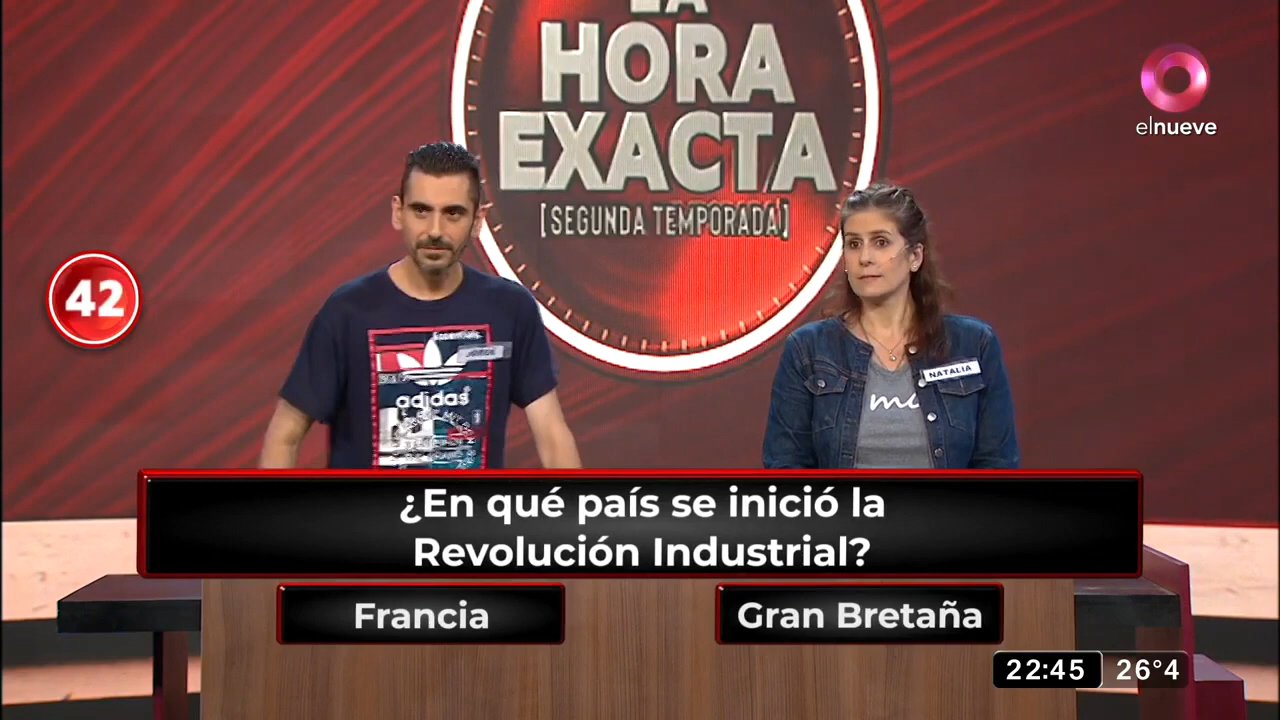 LA
HORA
EXACTA
[SEGUNDA TEMPORADA]
elnueve
42
Essentials
adidas
NATALIA
¿En qué país se inició la
Revolución Industrial?
Francia
Gran Bretaña
22:45 26°4